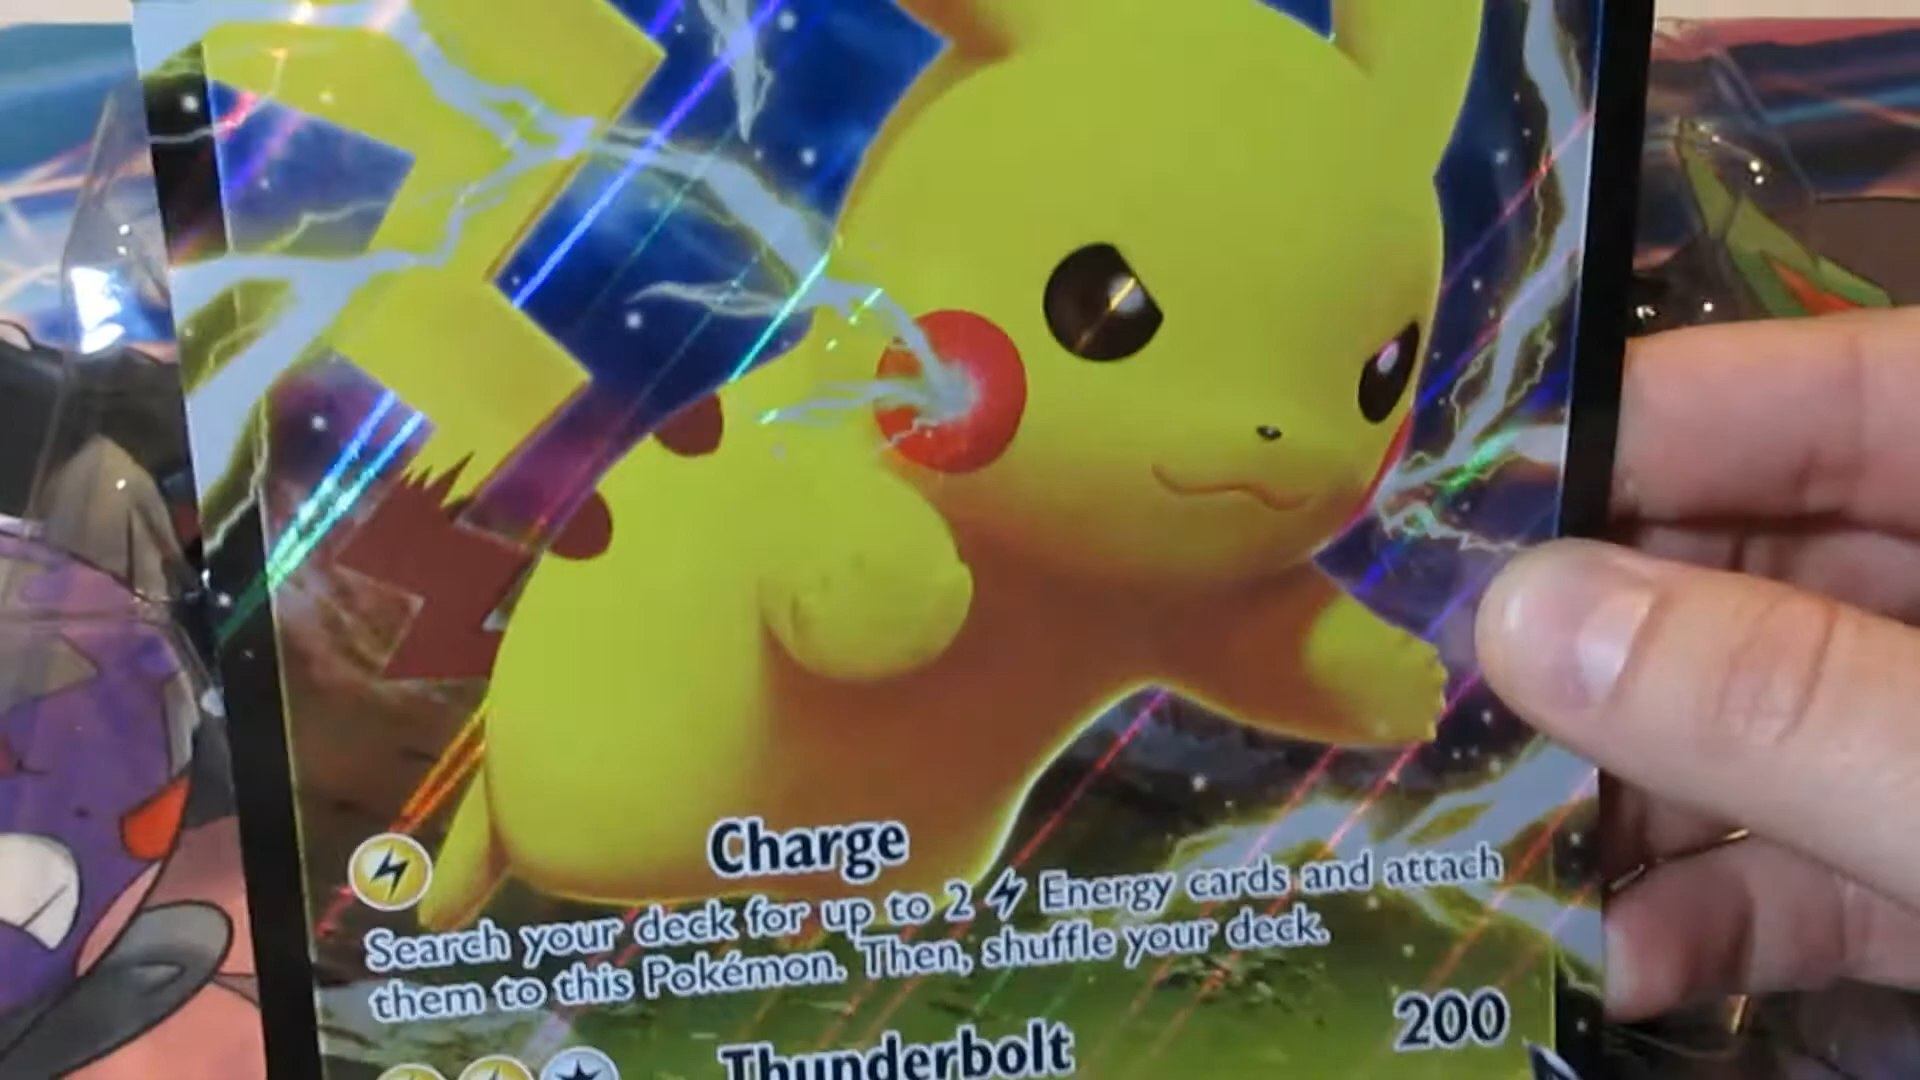 Charge
Search your deck for up to 2 Energy cards and attach
them to this Pokémon. Then, shuffle your deck.
Thunderbolt 200